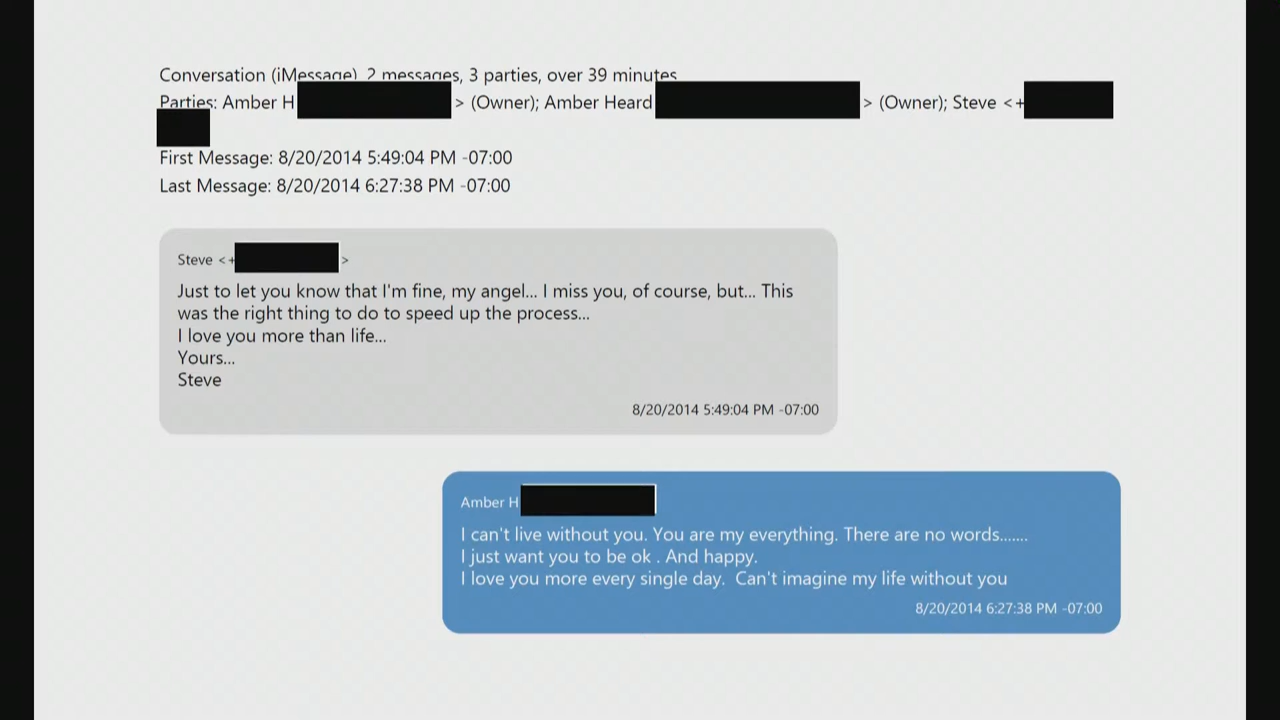 Conversation (iMessage), 2 messages, 3 parties, over 39 minutes
Parties: Amber H > (Owner); Amber Heard > (Owner); Steve <+
First Message: 8/20/2014 5:49:04 PM -07:00
Last Message: 8/20/2014 6:27:38 PM -07:00
Steve <+ >
Just to let you know that I'm fine, my angel... I miss you, of course, but... This
was the right thing to do to speed up the process...
I love you more than life...
Yours...
Steve
8/20/2014 5:49:04 PM -07:00
Amber H
I can't live without you. You are my everything. There are no words.......
I just want you to be ok . And happy.
I love you more every single day.  Can't imagine my life without you
8/20/2014 6:27:38 PM -07:00